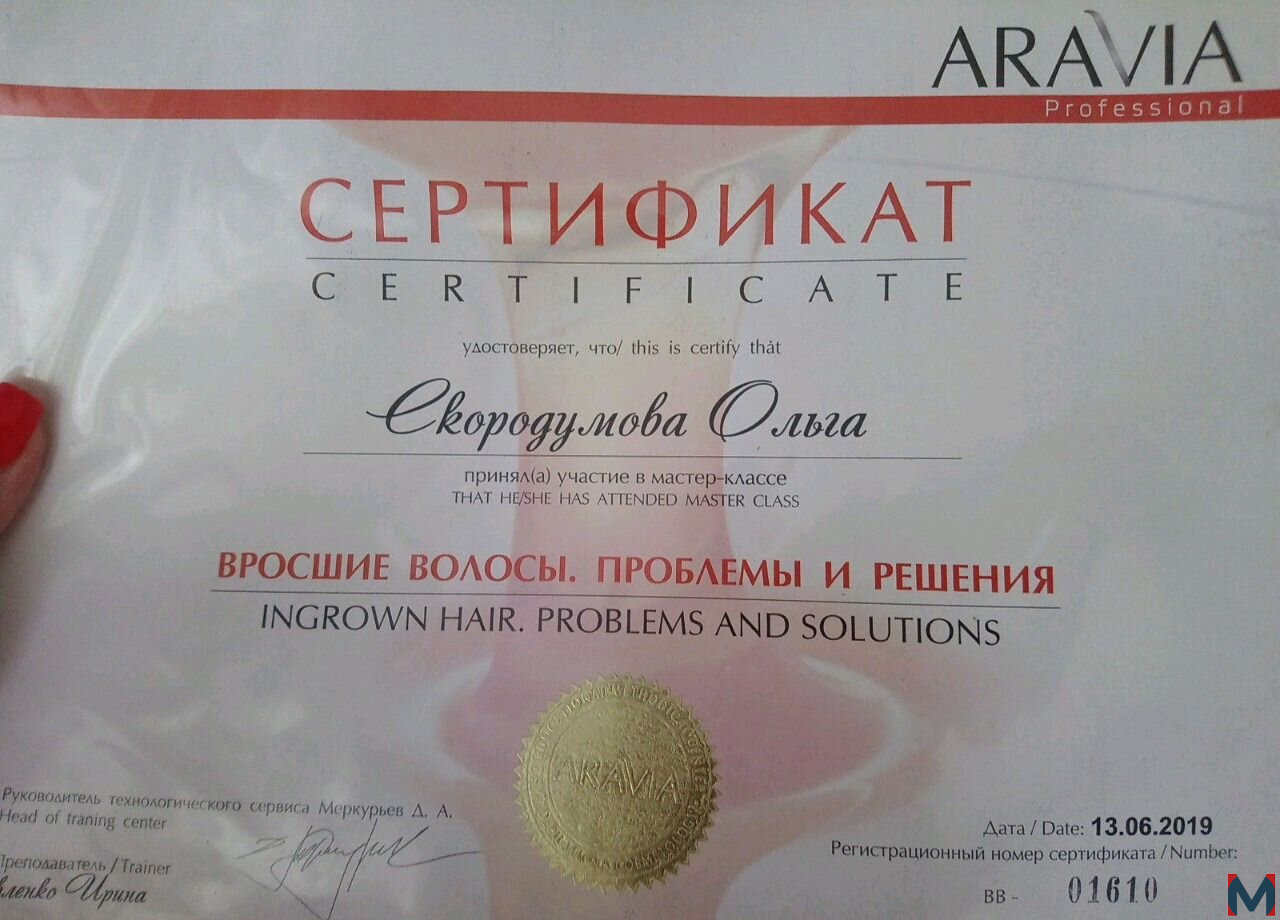 ARAVIA
Professional
СЕРТИФИКАТ
CERTIFICATE
удостоверяет, что/ this is certify that
Скородумова Ольга
принял(а) участие в мастер-классе
THAT HE/SHE HAS ATTENDED MASTER CLASS
ВРОСШИЕ ВОЛОСЫ. ПРОБЛЕМЫ И РЕШЕНИЯ
INGROWN HAIR. PROBLEMS AND SOLUTIONS
ARAVIA
Руководитель технологического сервиса Меркурьев Д. А.
Head of traning center
Преподаватель / Trainer
Ирина
Дата / Date: 13.06.2019
Регистрационный номер сертификата / Number:
BB - 01610
M